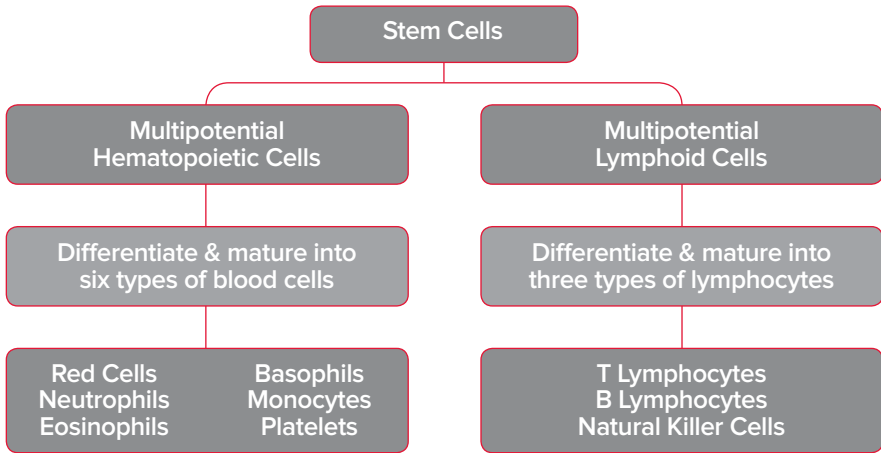 Stem Cells
Multipotential
Hematopoietic Cells
Multipotential
Lymphoid Cells
Differentiate & mature into
six types of blood cells
Differentiate & mature into
three types of lymphocytes
Red Cells
Neutrophils
Eosinophils
Basophils
Monocytes
Platelets
T Lymphocytes
B Lymphocytes
Natural Killer Cells